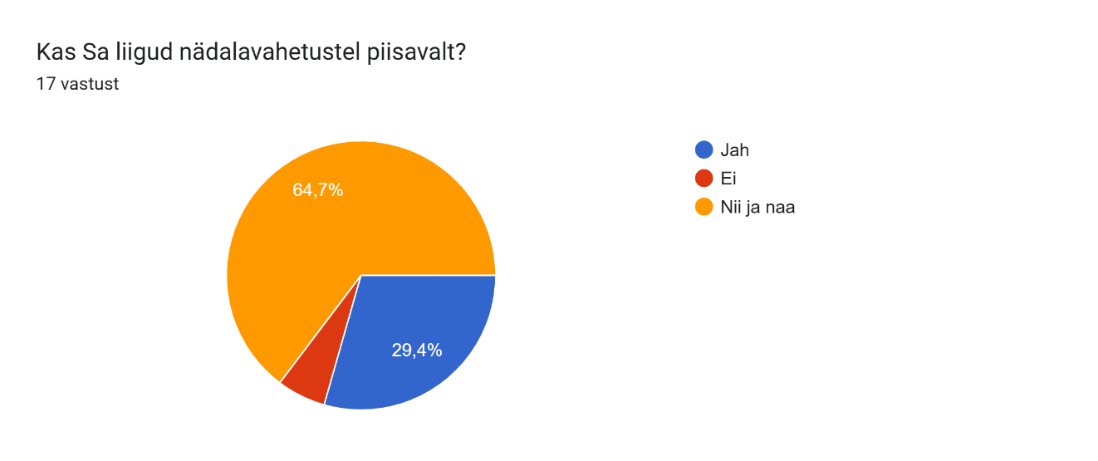 Kas Sa liigud nädalavahetustel piisavalt?
17 vastust
64,7%
29,4%
Jah
Ei
Nii ja naa